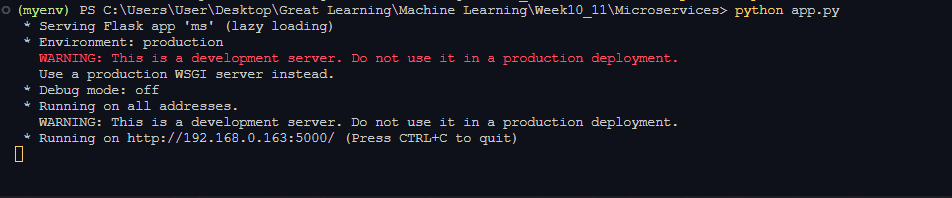 (myenv) PS C:\Users\User\Desktop\Great Learning\Machine Learning\Week10_11\Microservices> python app.py
* Serving Flask app 'ms' (lazy loading)
* Environment: production
WARNING: This is a development server. Do not use it in a production deployment.
Use a production WSGI server instead.
* Debug mode: off
* Running on all addresses.
WARNING: This is a development server. Do not use it in a production deployment.
* Running on http://192.168.0.163:5000/ (Press CTRL+C to quit)